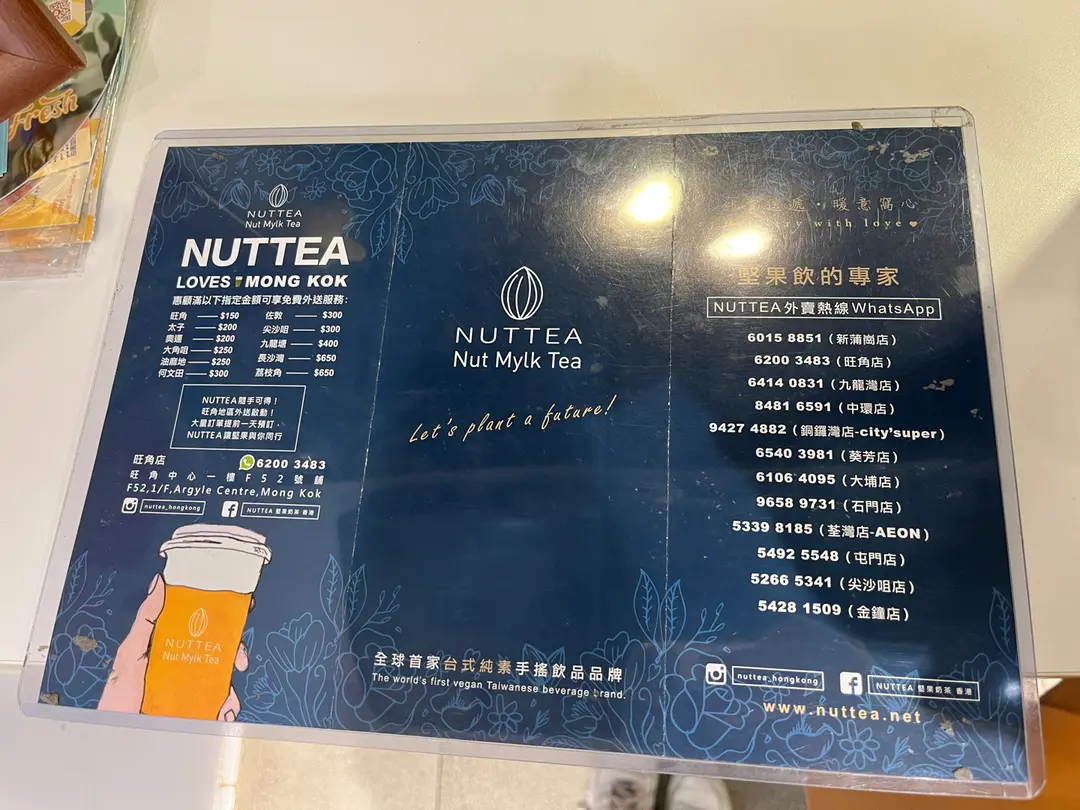 Fresh
NUTTEA
Nut Mylk Tea
NUTTEA
LOVES MONG KOK
惠顧滿以下指定金額可享免費外送服務：
旺角 —— $150
太子 —— $200
奧運 —— $200
大角咀 — $250
油麻地 — $250
何文田 — $300
佐敦 —— $300
尖沙咀 — $300
九龍塘 — $400
長沙灣 — $650
荔枝角 — $650
NUTTEA隨手可得！
旺角地區外送啟動！
大量訂單提前一天預訂，
NUTTEA讓堅果與你同行
旺角店 6200 3483
旺角中心一樓F52號舖
F52,1/F,Argyle Centre,Mong Kok
nuttea_hongkong
NUTTEA 堅果奶茶 香港
NUTTEA
Nut Mylk Tea
NUTTEA
Nut Mylk Tea
Let's plant a future!
全球首家台式純素手搖飲品品牌
The world's first vegan Taiwanese beverage brand.
遞・暖意窩心
with love
堅果飲的專家
NUTTEA外賣熱線WhatsApp
6015 8851（新蒲崗店）
6200 3483（旺角店）
6414 0831（九龍灣店）
8481 6591（中環店）
9427 4882（銅鑼灣店-city'super）
6540 3981（葵芳店）
6106 4095（大埔店）
9658 9731（石門店）
5339 8185（荃灣店-AEON）
5492 5548（屯門店）
5266 5341（尖沙咀店）
5428 1509（金鐘店）
nuttea_hongkong
NUTTEA 堅果奶茶 香港
www.nuttea.net